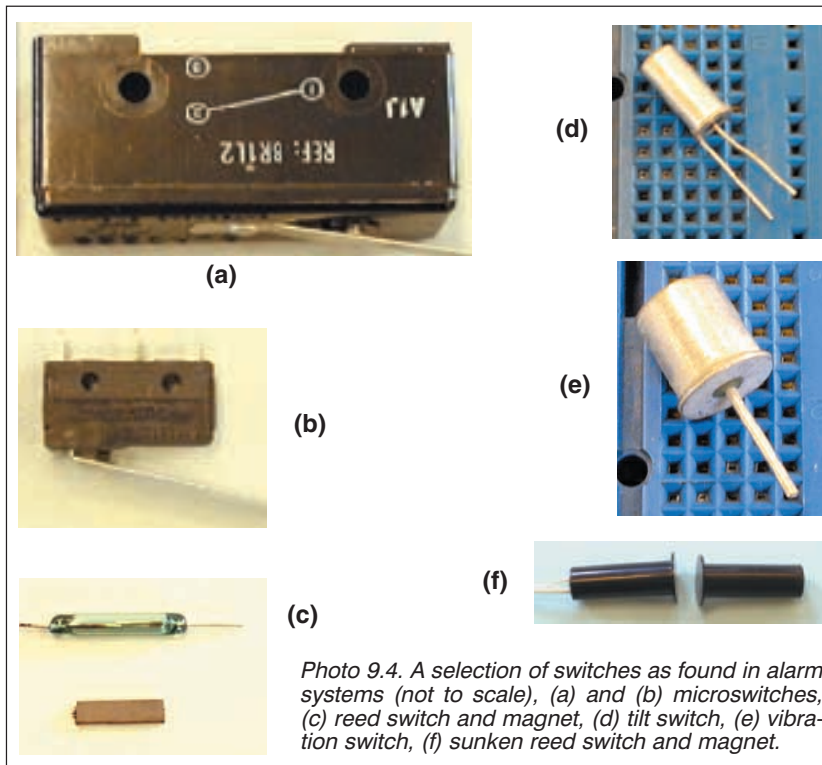 REF: BR1L2
(a)
(b)
(c)
(d)
(e)
(f)
Photo 9.4. A selection of switches as found in alarm
systems (not to scale), (a) and (b) microswitches,
(c) reed switch and magnet, (d) tilt switch, (e) vibra-
tion switch, (f) sunken reed switch and magnet.